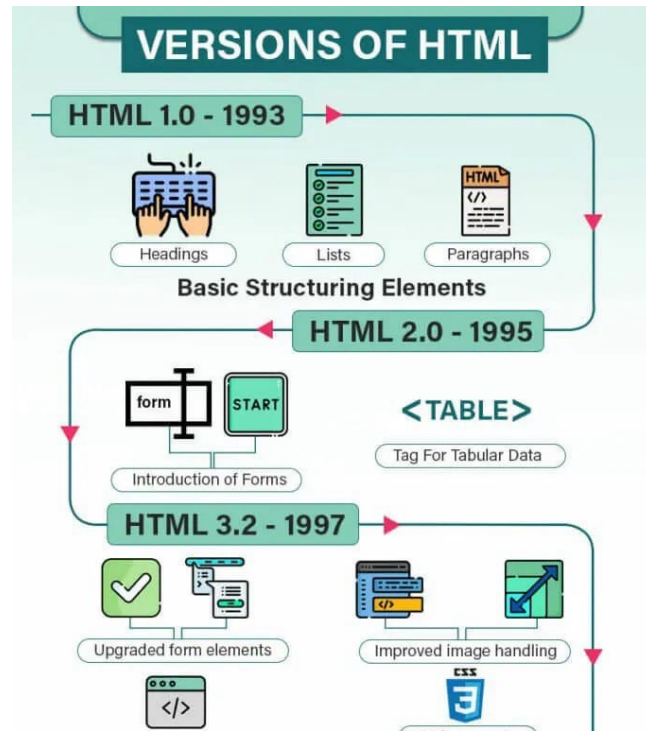 VERSIONS OF HTML
HTML 1.0 - 1993
HTML
</>
Headings
Lists
Paragraphs
Basic Structuring Elements
HTML 2.0 - 1995
form
START
<TABLE>
Tag For Tabular Data
Introduction of Forms
HTML 3.2 - 1997
</>
Upgraded form elements
Improved image handling
CSS
3
</>